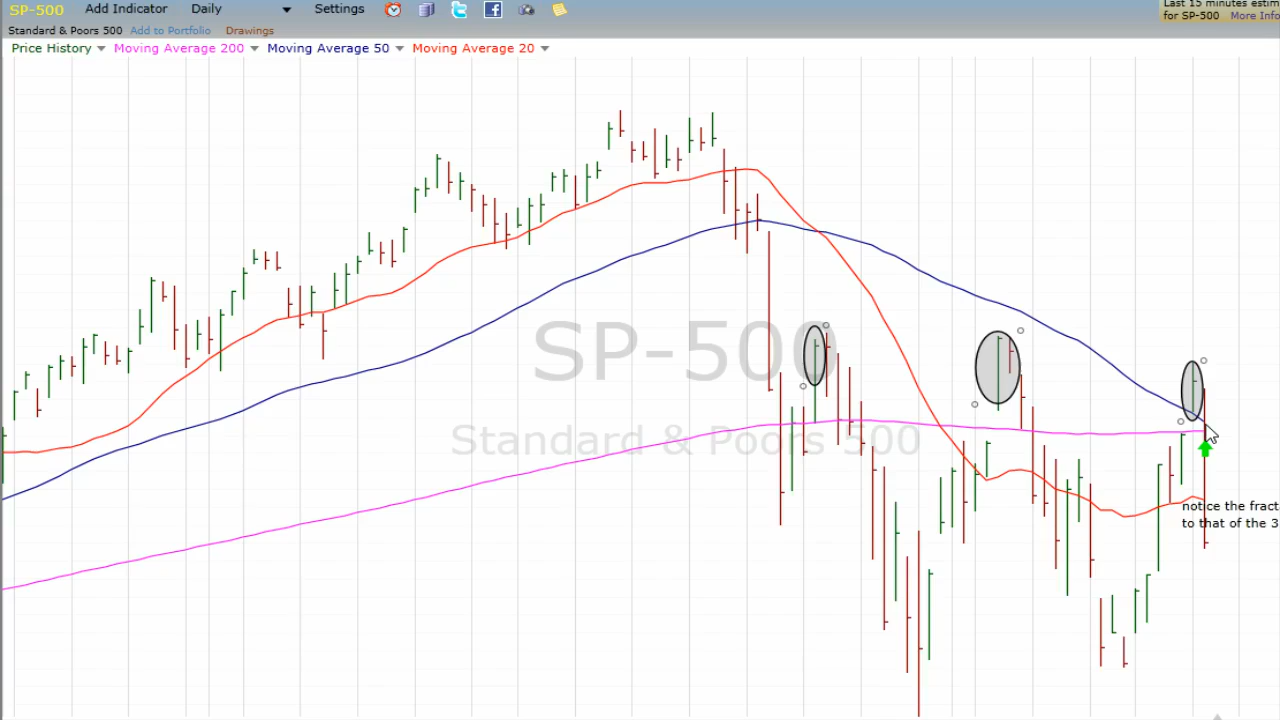 SP-500 Add Indicator Daily Settings
Last 15 minutes estim
for SP-500 More Info
Standard & Poors 500 Add to Portfolio Drawings
Price History Moving Average 200 Moving Average 50 Moving Average 20
SP-500
Standard & Poors 500
notice the fract
to that of the 3